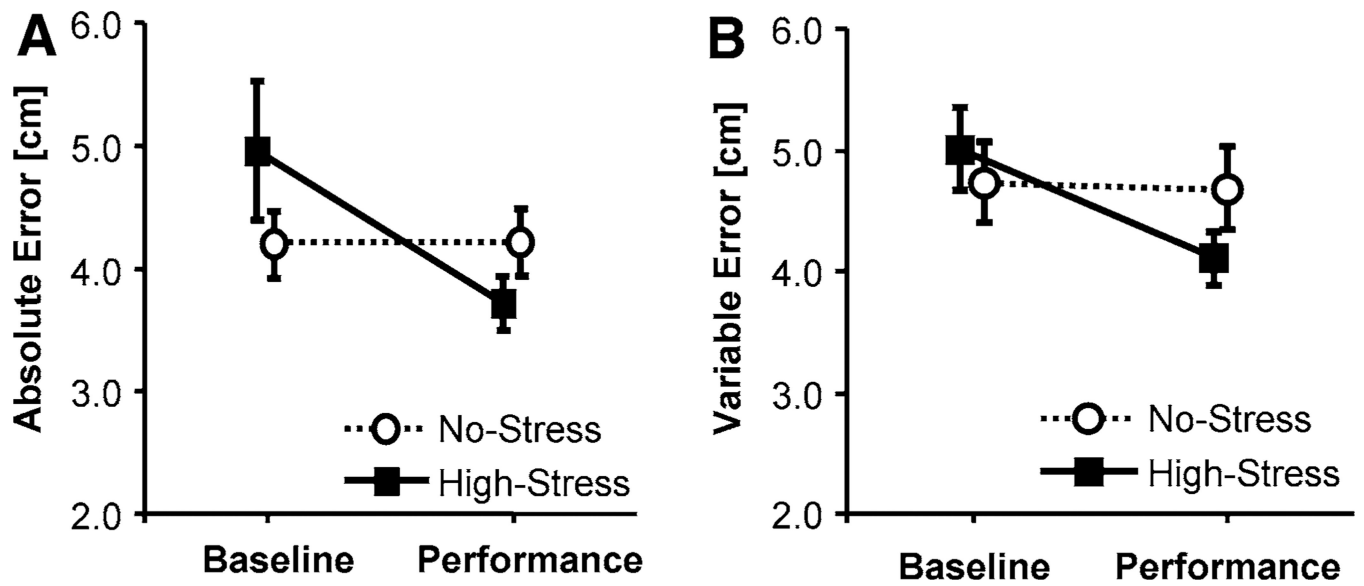 A
Absolute Error [cm]
6.0
5.0
4.0
3.0
2.0
No-Stress
High-Stress
Baseline Performance
B
Variable Error [cm]
6.0
5.0
4.0
3.0
2.0
No-Stress
High-Stress
Baseline Performance